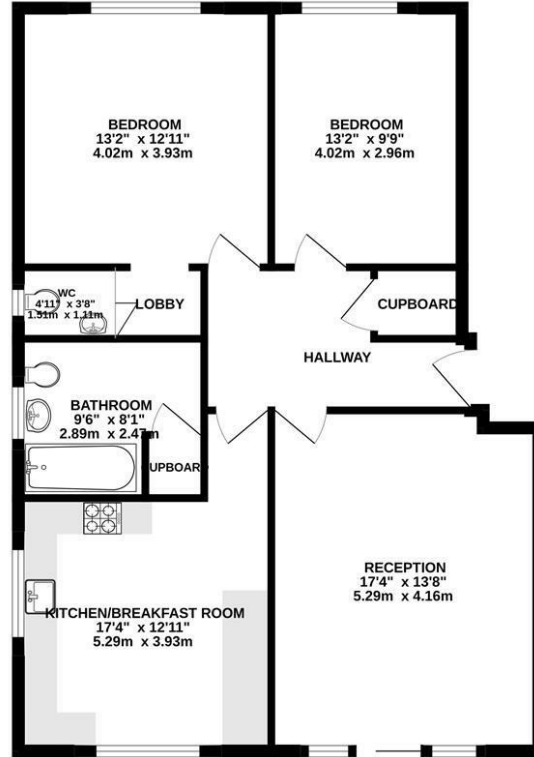 BEDROOM
13'2" x 12'11"
4.02m x 3.93m
BEDROOM
13'2" x 9'9"
4.02m x 2.96m
WC
4'11" x 3'8"
1.51m x 1.11m
LOBBY
CUPBOARD
HALLWAY
BATHROOM
9'6" x 8'1"
2.89m x 2.47m
CUPBOARD
RECEPTION
17'4" x 13'8"
5.29m x 4.16m
KITCHEN/BREAKFAST ROOM
17'4" x 12'11"
5.29m x 3.93m